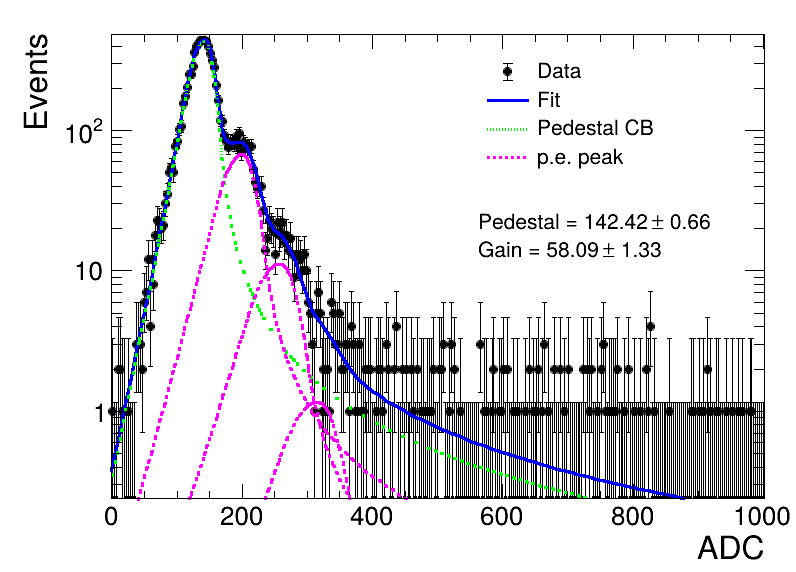 Events
10²
10
1
Data
Fit
Pedestal CB
p.e. peak
Pedestal = 142.42 ± 0.66
Gain = 58.09 ± 1.33
0 200 400 600 800 1000
ADC